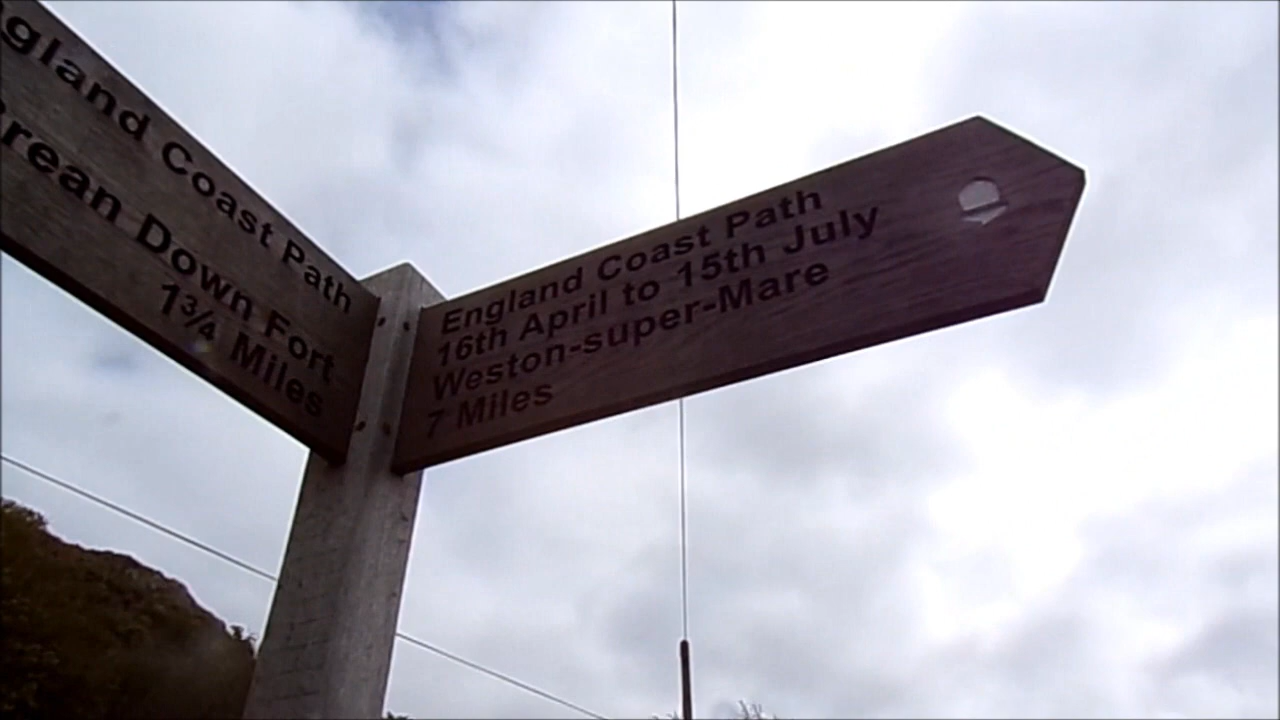 gland Coast Path
rean Down Fort
1¾ Miles
England Coast Path
16th April to 15th July
Weston-super-Mare
7 Miles